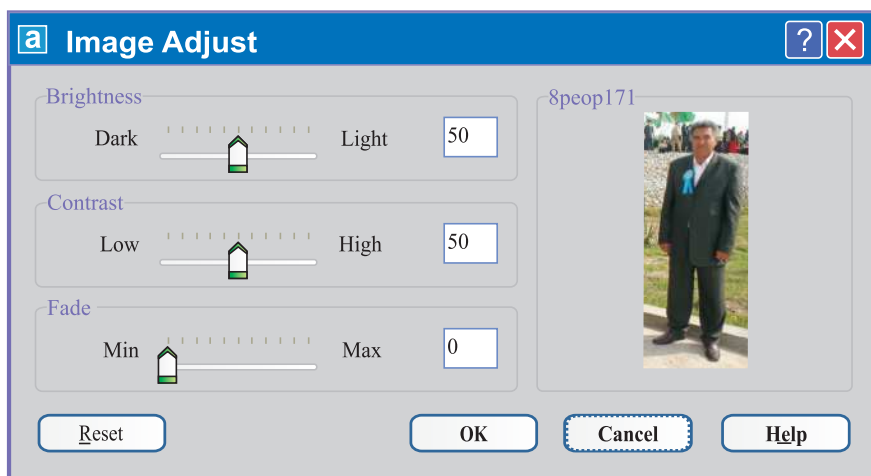 a Image Adjust ? X
Brightness
Dark Light 50
Contrast
Low High 50
Fade
Min Max 0
8peop171
Reset OK Cancel Help